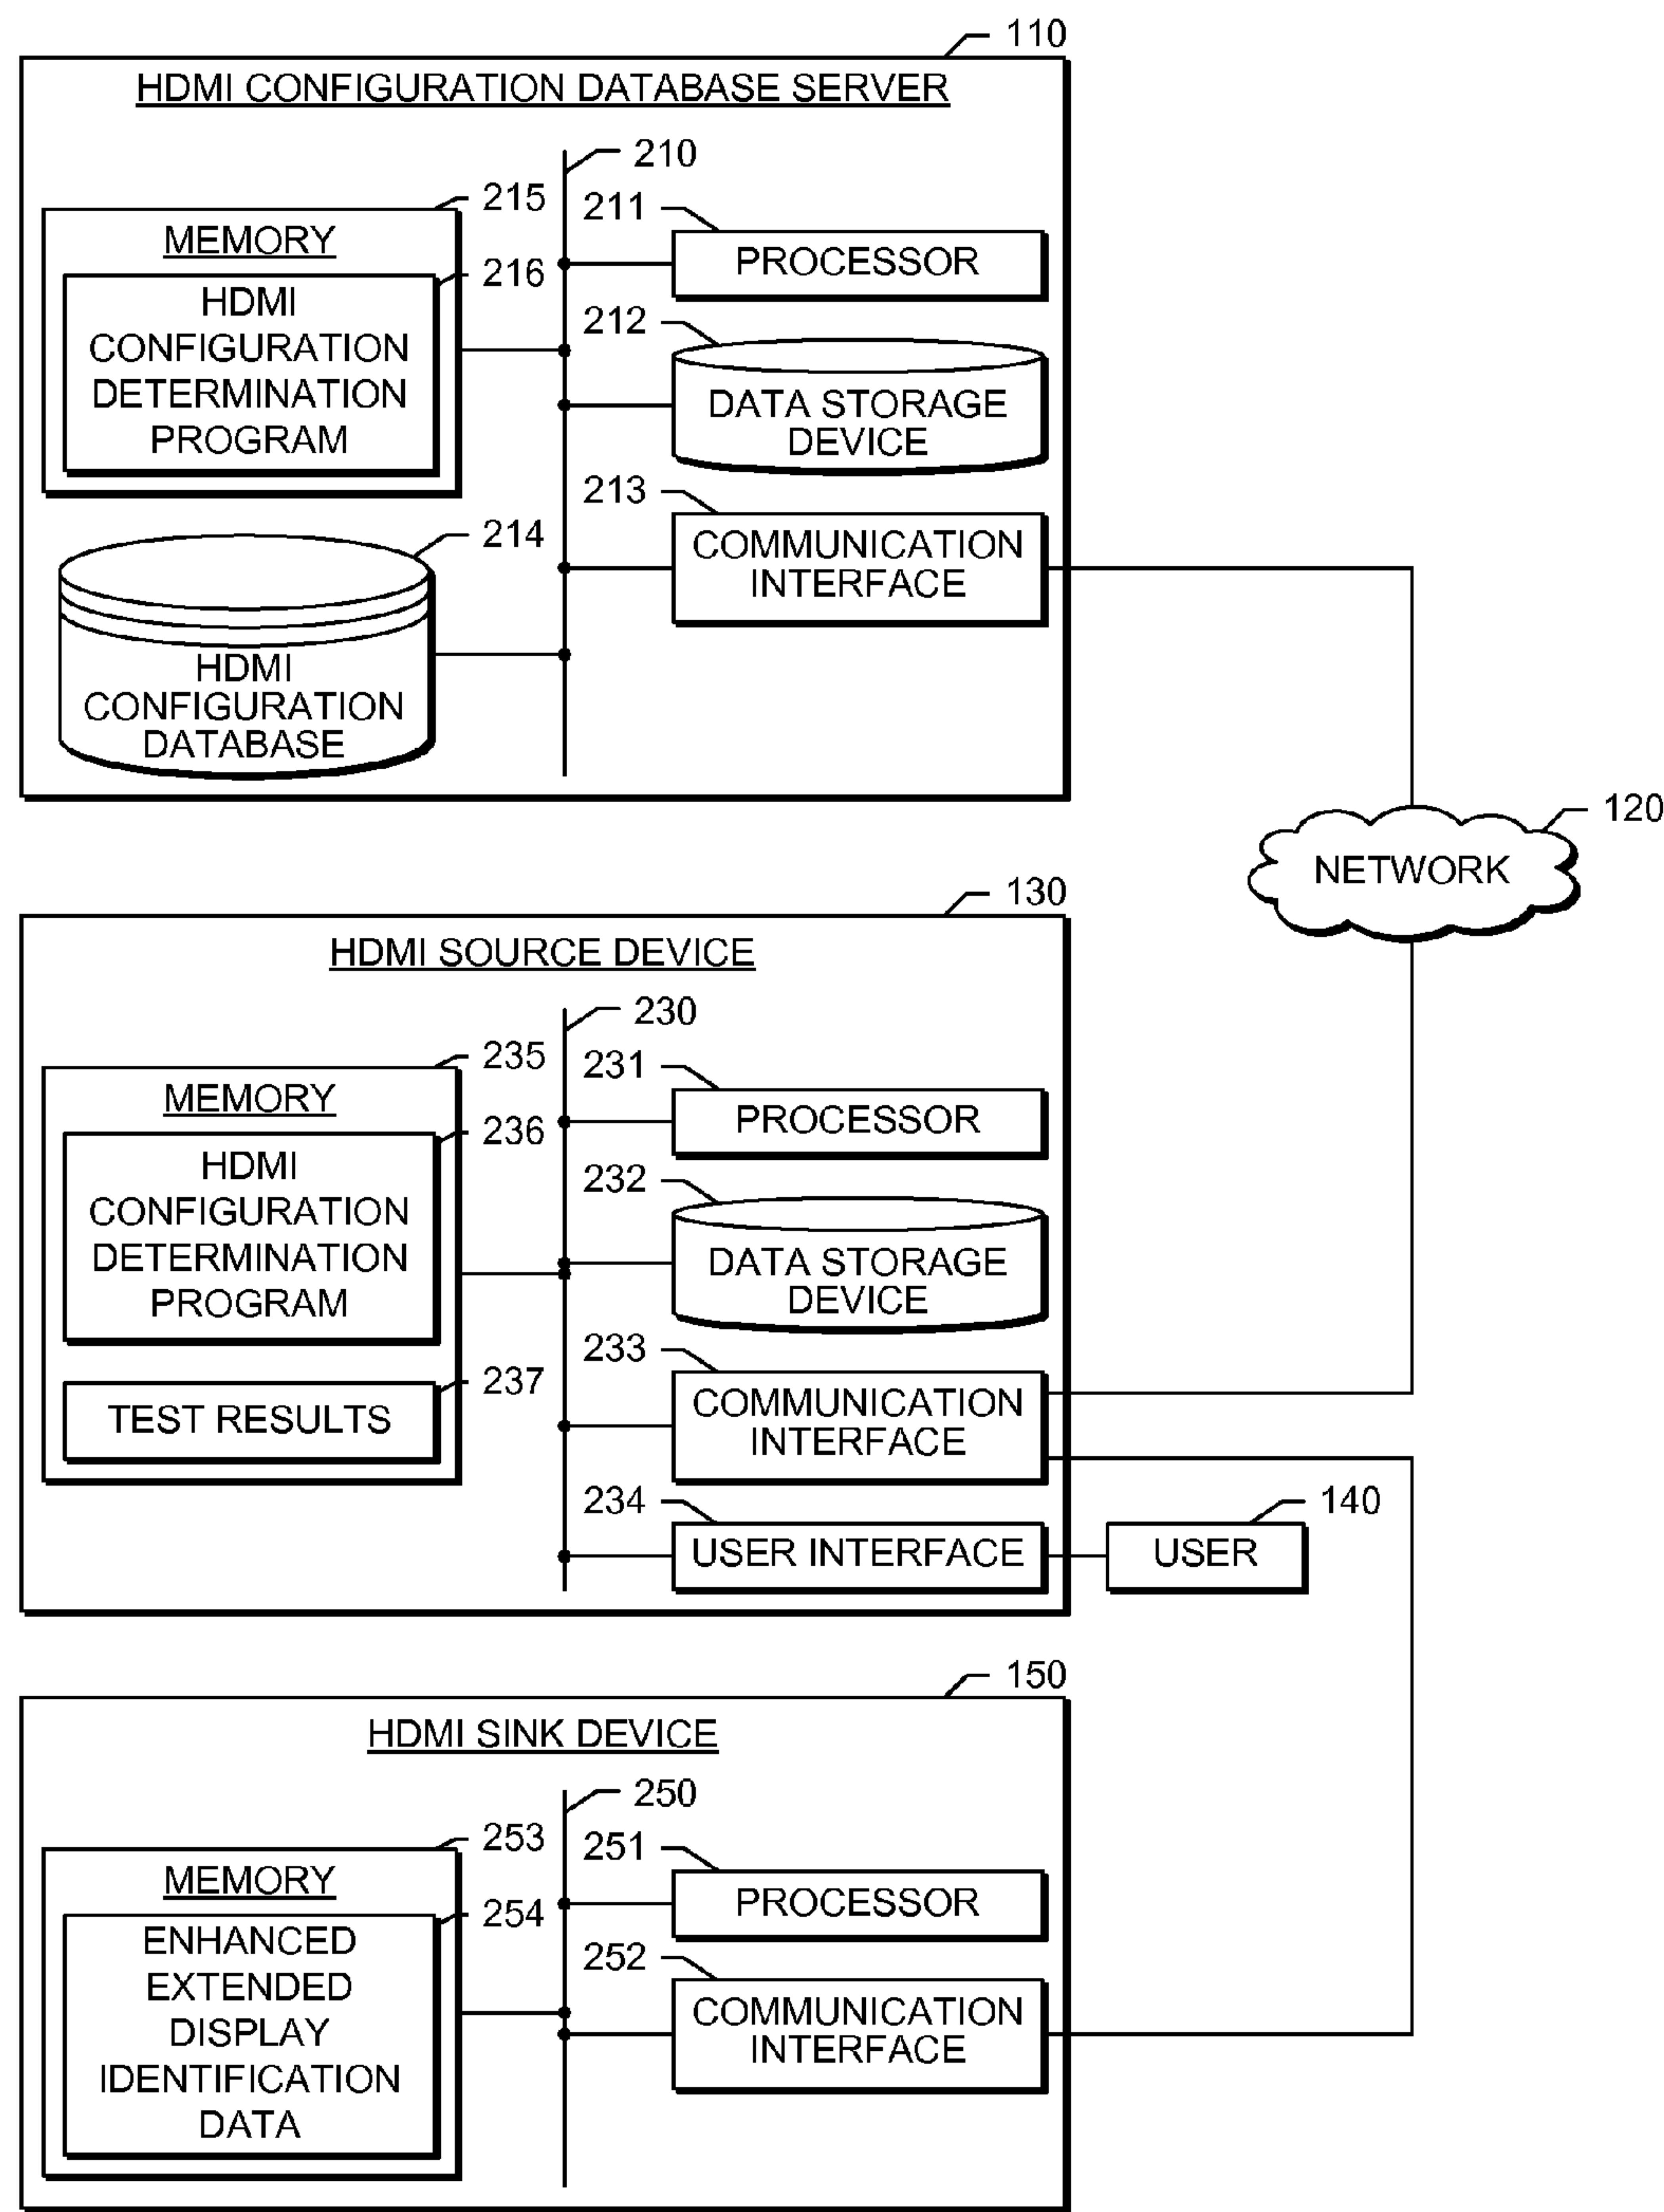 110
HDMI CONFIGURATION DATABASE SERVER
210
215
MEMORY
216
HDMI
CONFIGURATION
DETERMINATION
PROGRAM
211
PROCESSOR
212
DATA STORAGE
DEVICE
213
COMMUNICATION
INTERFACE
214
HDMI
CONFIGURATION
DATABASE
120
NETWORK
130
HDMI SOURCE DEVICE
230
235
MEMORY
236
HDMI
CONFIGURATION
DETERMINATION
PROGRAM
237
TEST RESULTS
231
PROCESSOR
232
DATA STORAGE
DEVICE
233
COMMUNICATION
INTERFACE
234
USER INTERFACE
140
USER
150
HDMI SINK DEVICE
250
253
MEMORY
254
ENHANCED
EXTENDED
DISPLAY
IDENTIFICATION
DATA
251
PROCESSOR
252
COMMUNICATION
INTERFACE